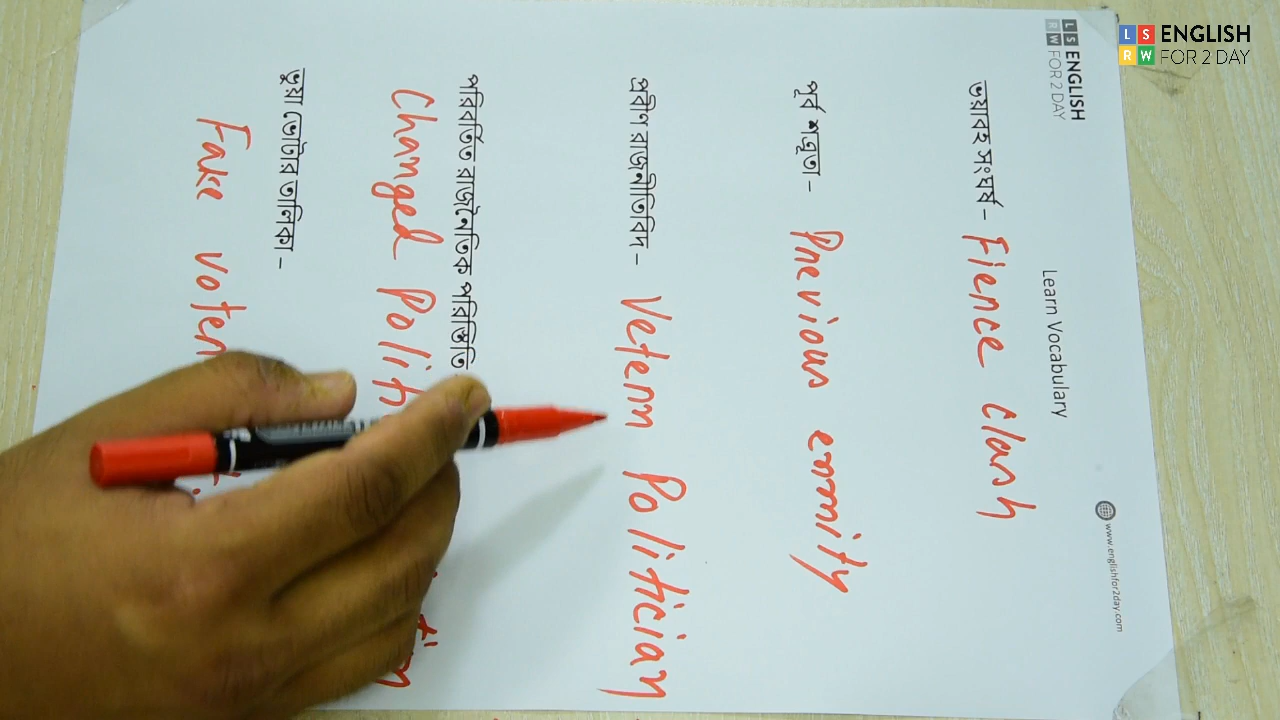 ENGLISH
FOR 2 DAY
L S
R W
ENGLISH
FOR 2 DAY
L S
R W
www.englishfor2day.com
Learn Vocabulary
ভয়াবহ সংঘর্ষ - Fierce clash
পূর্ব শত্রুতা - Previous enmity
প্রবীণ রাজনীতিবিদ - Veteran Politician
পরিবর্তিত রাজনৈতিক পরিস্তিতি
Changed
ভুয়া ভোটার তালিকা -
Fake voter